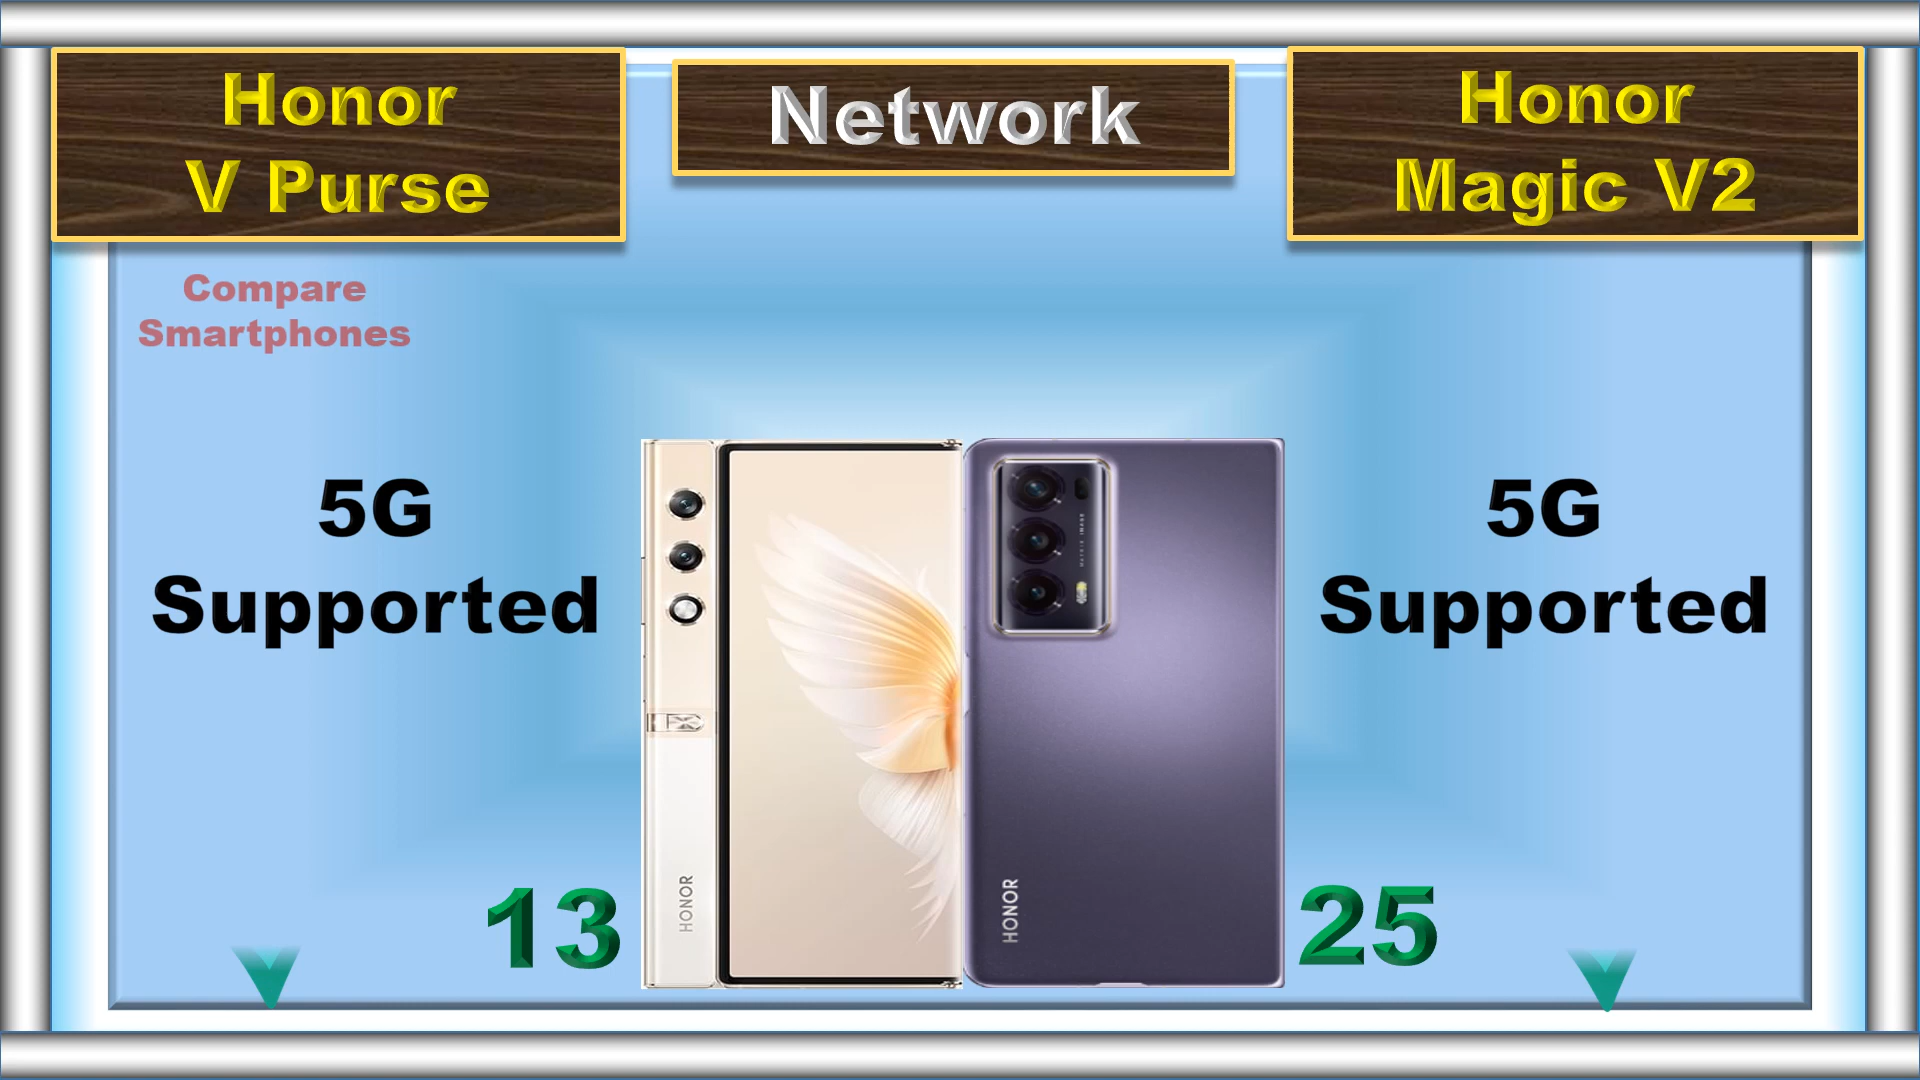 Honor
V Purse
Network
Honor
Magic V2
Compare
Smartphones
5G
Supported
5G
Supported
HONOR
HONOR
13
25